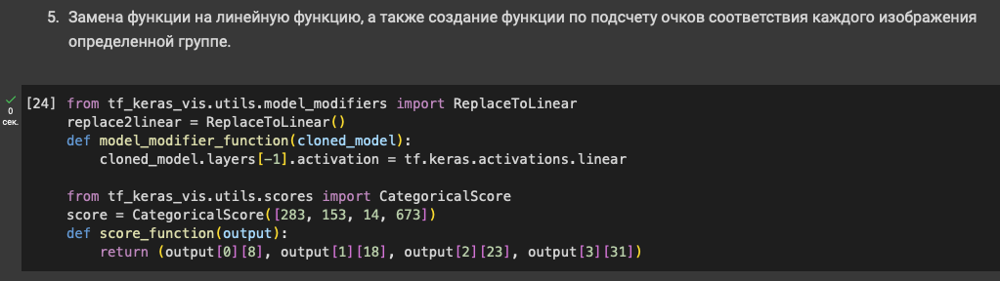 5. Замена функции на линейную функцию, а также создание функции по подсчету очков соответствия каждого изображения
определенной группе.
[24] from tf_keras_vis.utils.model_modifiers import ReplaceToLinear
0 replace2linear = ReplaceToLinear()
сек. def model_modifier_function(cloned_model):
cloned_model.layers[-1].activation = tf.keras.activations.linear
from tf_keras_vis.utils.scores import CategoricalScore
score = CategoricalScore([283, 153, 14, 673])
def score_function(output):
return (output[0][8], output[1][18], output[2][23], output[3][31])